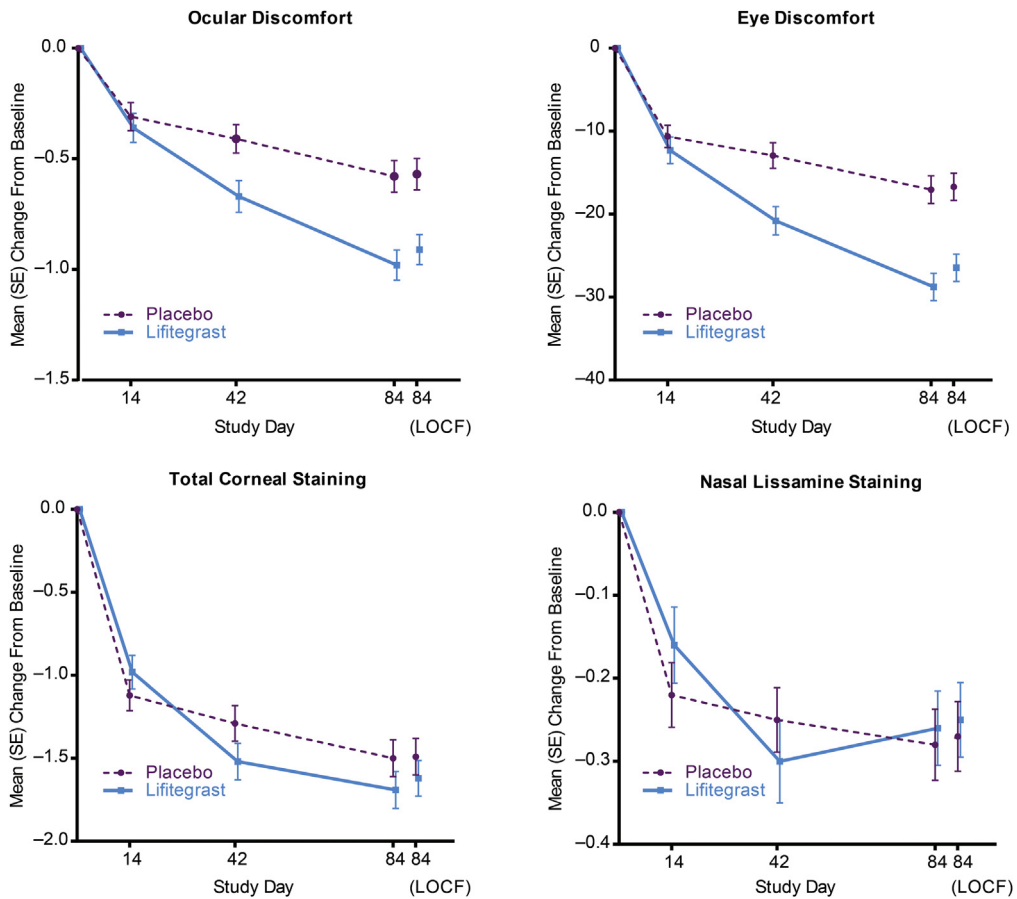 Ocular Discomfort
Mean (SE) Change From Baseline
0.0
–0.5
–1.0
–1.5
Placebo
Lifitegrast
14 42 84 84
Study Day (LOCF)
Eye Discomfort
Mean (SE) Change From Baseline
0
–10
–20
–30
–40
Placebo
Lifitegrast
14 42 84 84
Study Day (LOCF)
Total Corneal Staining
Mean (SE) Change From Baseline
0.0
–0.5
–1.0
–1.5
–2.0
Placebo
Lifitegrast
14 42 84 84
Study Day (LOCF)
Nasal Lissamine Staining
Mean (SE) Change From Baseline
0.0
–0.1
–0.2
–0.3
–0.4
Placebo
Lifitegrast
14 42 84 84
Study Day (LOCF)